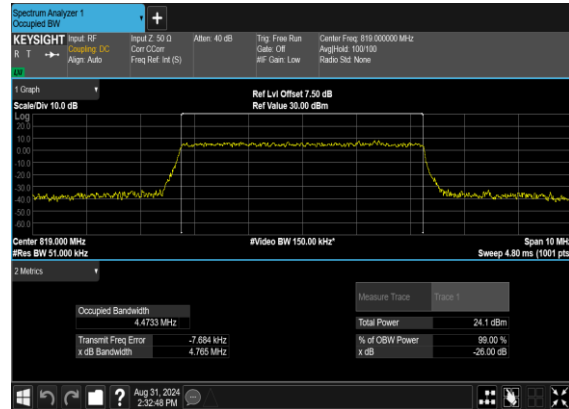 Spectrum Analyzer 1
Occupied BW
+
KEYSIGHT Input: RF Input Z: 50 Ω Atten: 40 dB Trig: Free Run Center Freq: 819.000000 MHz
R T Coupling: DC Corr CCorr Gate: Off Avg|Hold: 100/100
Align: Auto Freq Ref: Int (S) #IF Gain: Low Radio Std: None
LW
1 Graph Ref Lvl Offset 7.50 dB
Scale/Div 10.0 dB Ref Value 30.00 dBm
Log
20.0
10.0
0.00
-10.0
-20.0
-30.0
-40.0
-50.0
-60.0
Center 819.000 MHz #Video BW 150.00 kHz* Span 10 MHz
#Res BW 51.000 kHz Sweep 4.80 ms (1001 pts
2 Metrics
Measure Trace Trace 1
Occupied Bandwidth
4.4733 MHz Total Power 24.1 dBm
Transmit Freq Error -7.684 kHz % of OBW Power 99.00 %
x dB Bandwidth 4.765 MHz x dB -26.00 dB
? Aug 31, 2024
2:32:48 PM